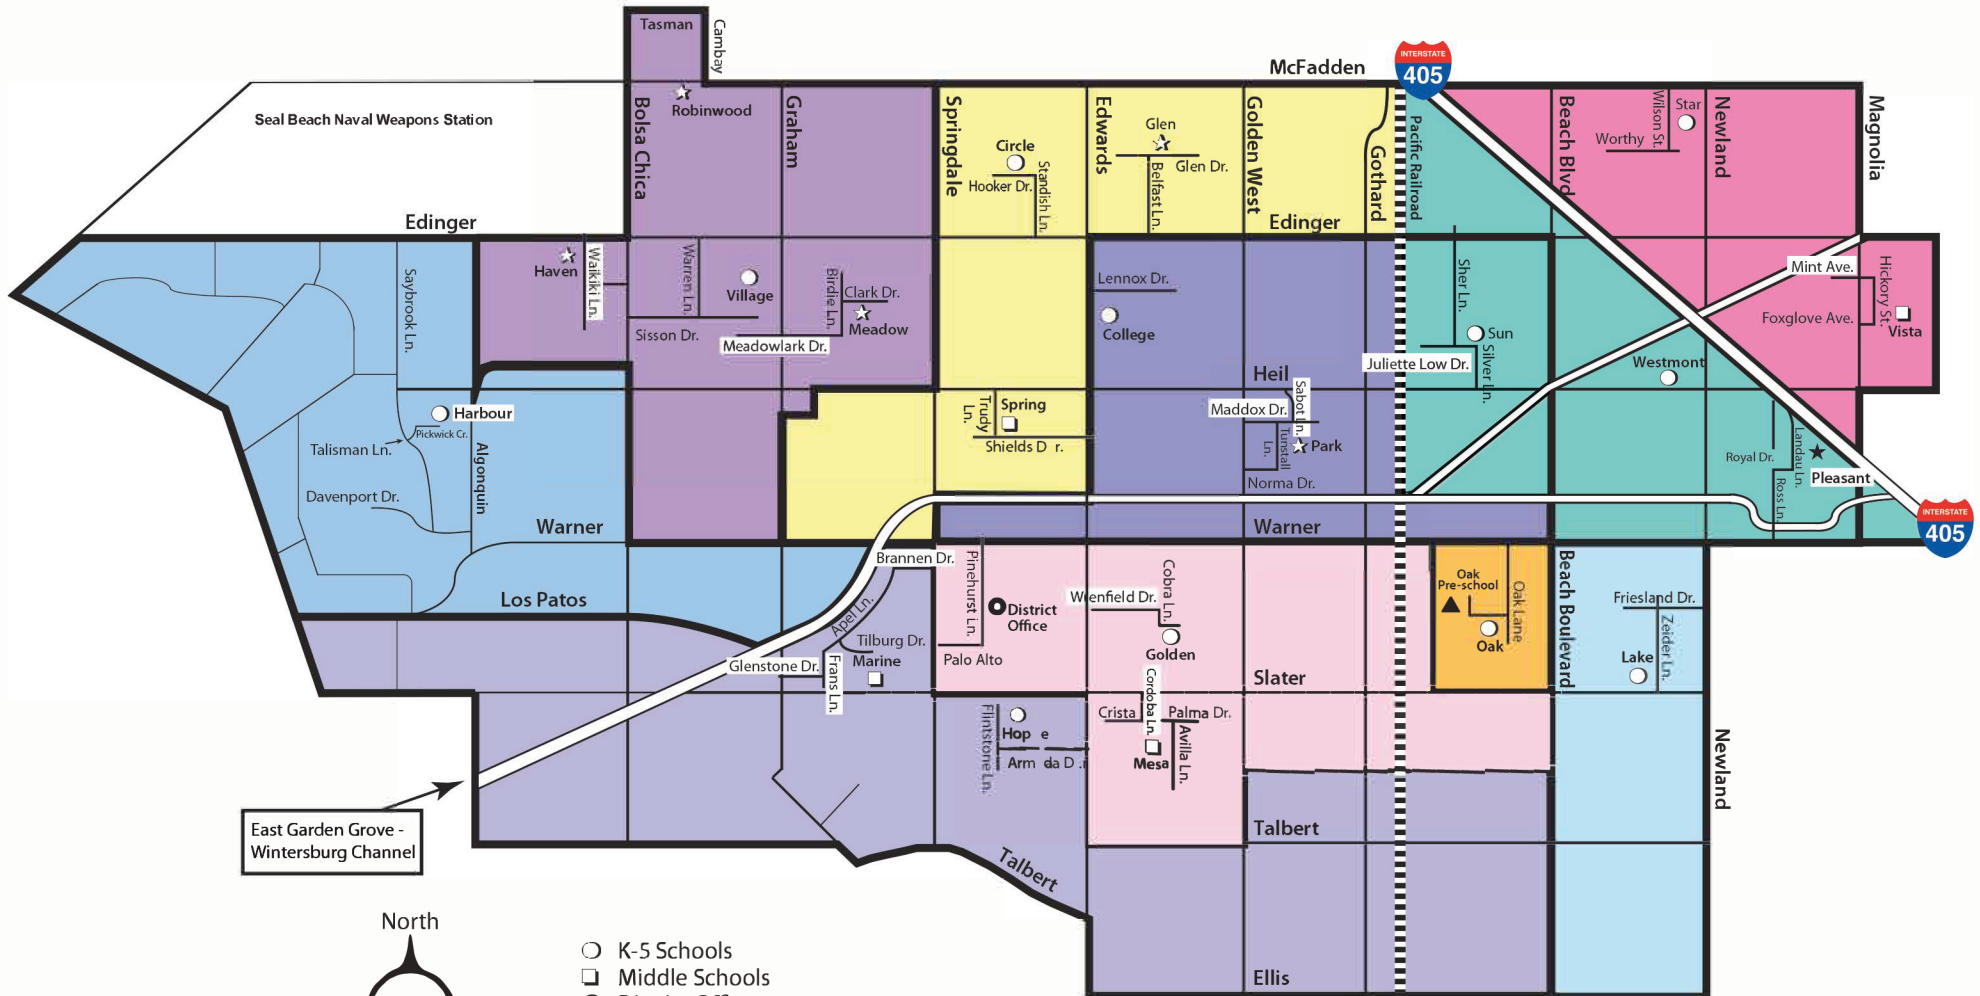 Tasman
Cambay
INTERSTATE
405
McFadden
Seal Beach Naval Weapons Station
Robinwood
Bolsa Chica
Graham
Springdale
Circle
Hooker Dr.
Standish Ln.
Edwards
Glen
Glen Dr.
Belfast Ln.
Golden West
Gothard
Pacific Railroad
Beach Blvd
Wilson St.
Star
Worthy
Newland
Magnolia
Edinger
Edinger
Saybrook Ln.
Haven
Waikiki Ln.
Warren Ln.
Village
Sisson Dr.
Birdie Ln.
Clark Dr.
Meadow
Meadowlark Dr.
Lennox Dr.
College
Sher Ln.
Sun
Silver Ln.
Juliette Low Dr.
Mint Ave.
Hickory St.
Foxglove Ave.
Vista
Westmont
Heil
Harbour
Pickwick Cr.
Talisman Ln.
Algonquin
Davenport Dr.
Trudy
Ln.
Spring
Shields D r.
Maddox Dr.
Sabot Ln.
Tunstall
Ln.
Park
Norma Dr.
Royal Dr.
Landau Ln.
Ross Ln.
Pleasant
INTERSTATE
405
Warner
Warner
Los Patos
Brannen Dr.
Apel Ln.
Tilburg Dr.
Marine
Glenstone Dr.
Frans Ln.
Pinehurst Ln.
District
Office
Palo Alto
Wrenfield Dr.
Cobra Ln.
Golden
Slater
Oak
Pre-school
Oak Lane
Oak
Beach Boulevard
Friesland Dr.
Zeider Ln.
Lake
Flintstone Ln.
Hop e
Arm da D .r
Crista
Cordoba Ln.
Palma Dr.
Avilla Ln.
Mesa
Newland
East Garden Grove -
Wintersburg Channel
Talbert
Talbert
Ellis
North
K-5 Schools
Middle Schools